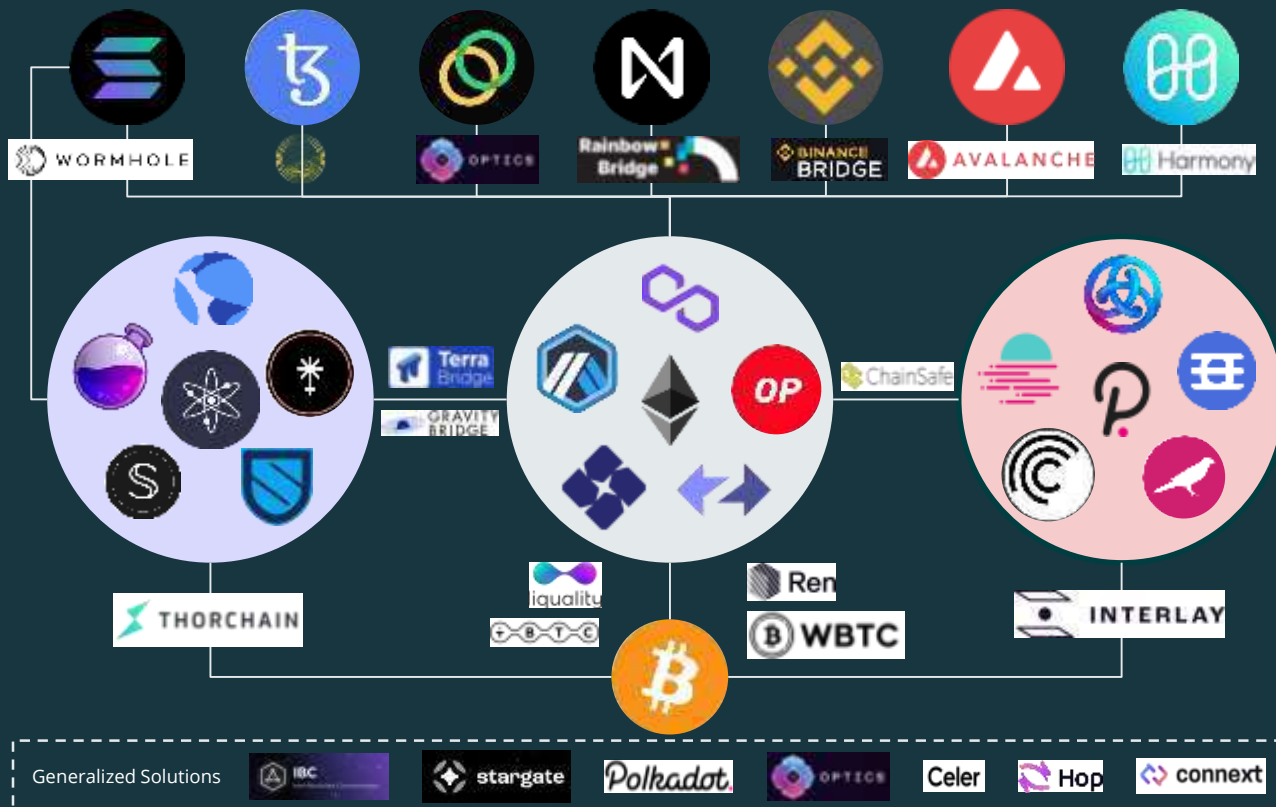 WORMHOLE
OPTICS
Rainbow
Bridge
BINANCE
BRIDGE
AVALANCHE
Harmony
Terra
Bridge
GRAVITY
BRIDGE
OP
ChainSafe
S
liquality
Ren
THORCHAIN
TBTC
B WBTC
INTERLAY
Generalized Solutions
IBC
stargate
Polkadot.
OPTICS
Celer
Hop
connext